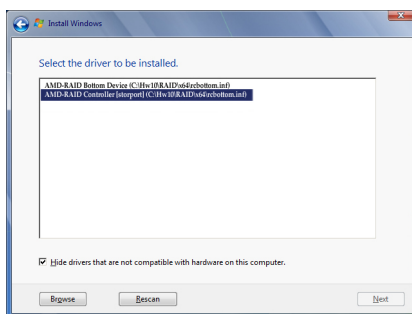 Install Windows
Select the driver to be installed.
AMD-RAID Bottom Device (C:\Hw10\RAID\x64\rcbottom.inf)
AMD-RAID Controller [storport] (C:\Hw10\RAID\x64\rcbottom.inf)
Hide drivers that are not compatible with hardware on this computer.
Browse Rescan Next